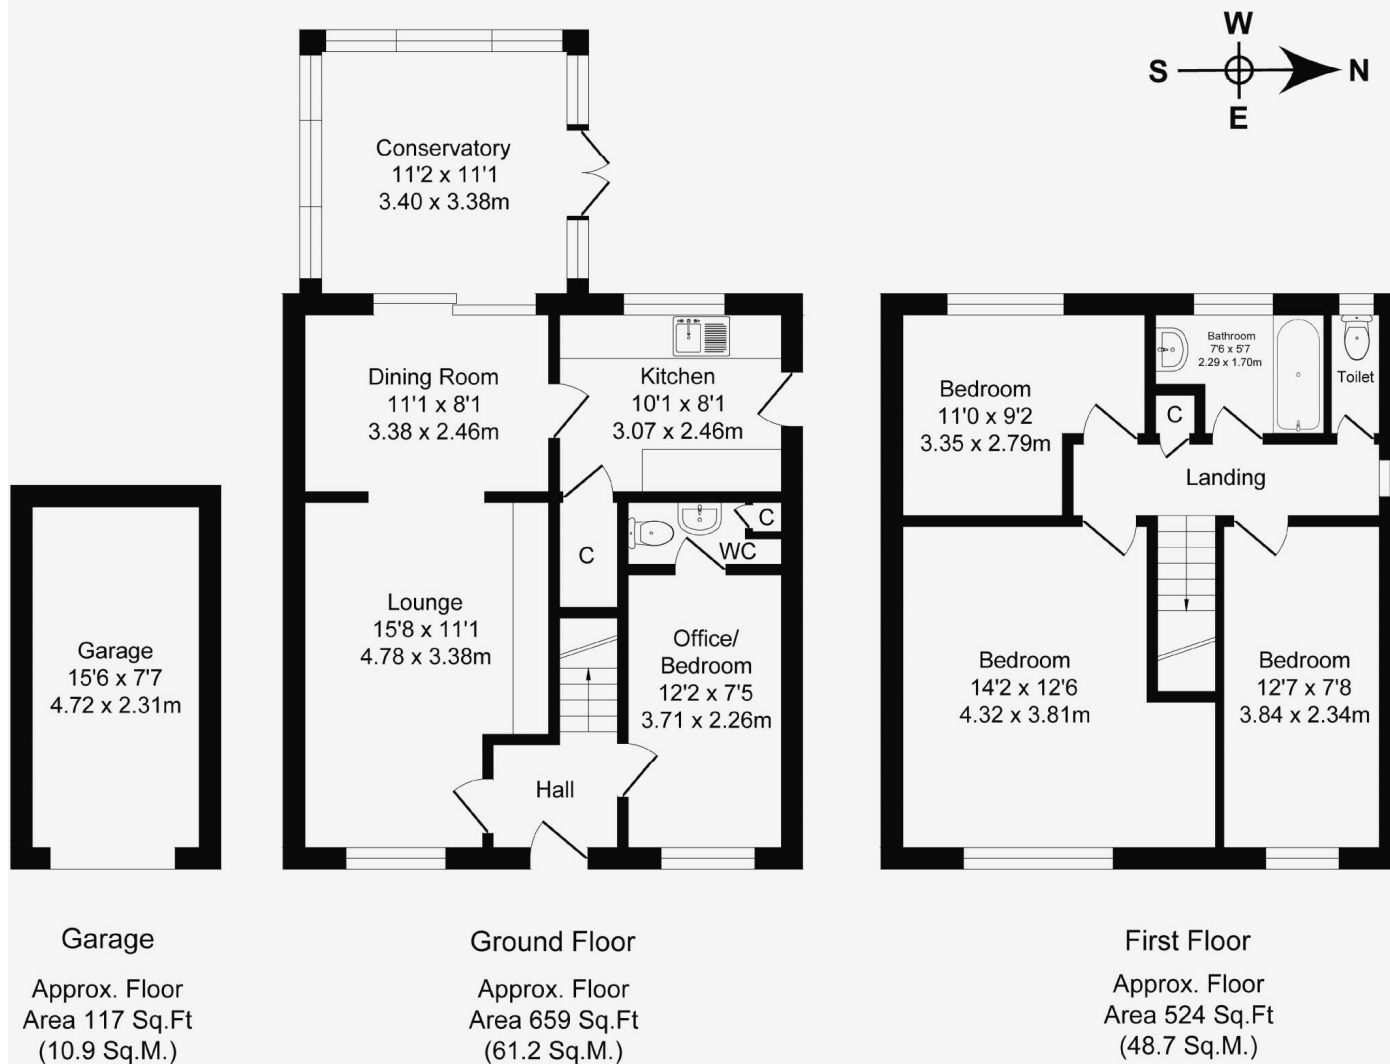 W
S
N
E
Conservatory
11'2 x 11'1
3.40 x 3.38m
Dining Room
11'1 x 8'1
3.38 x 2.46m
Kitchen
10'1 x 8'1
3.07 x 2.46m
C
C
WC
Lounge
15'8 x 11'1
4.78 x 3.38m
Office/
Bedroom
12'2 x 7'5
3.71 x 2.26m
Hall
Garage
15'6 x 7'7
4.72 x 2.31m
Bedroom
11'0 x 9'2
3.35 x 2.79m
Bathroom
7'6 x 5'7
2.29 x 1.70m
Toilet
C
Landing
Bedroom
14'2 x 12'6
4.32 x 3.81m
Bedroom
12'7 x 7'8
3.84 x 2.34m
Garage
Approx. Floor
Area 117 Sq.Ft
(10.9 Sq.M.)
Ground Floor
Approx. Floor
Area 659 Sq.Ft
(61.2 Sq.M.)
First Floor
Approx. Floor
Area 524 Sq.Ft
(48.7 Sq.M.)